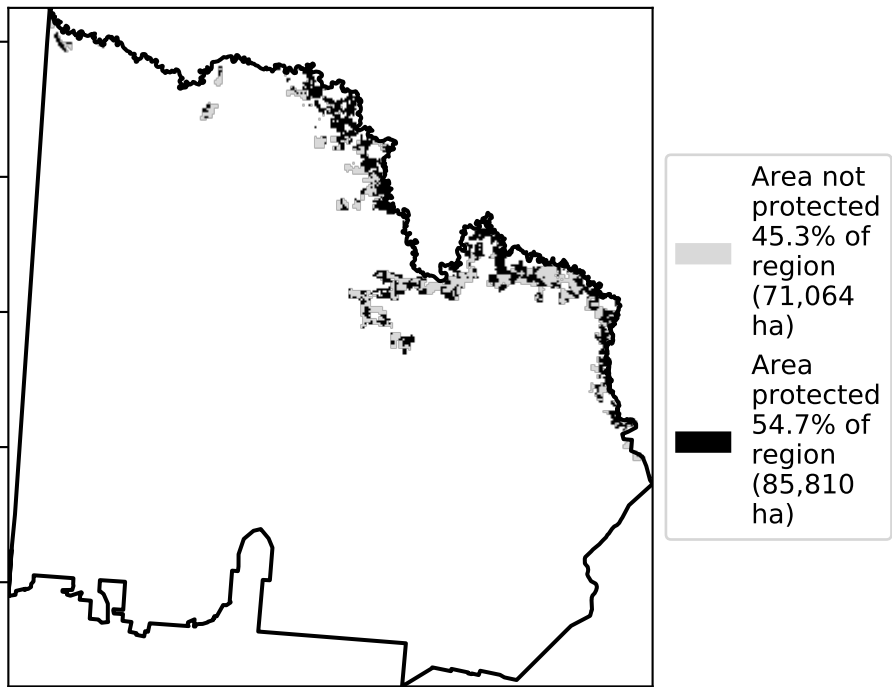 Area not
protected
45.3% of
region
(71,064
ha)
Area
protected
54.7% of
region
(85,810
ha)